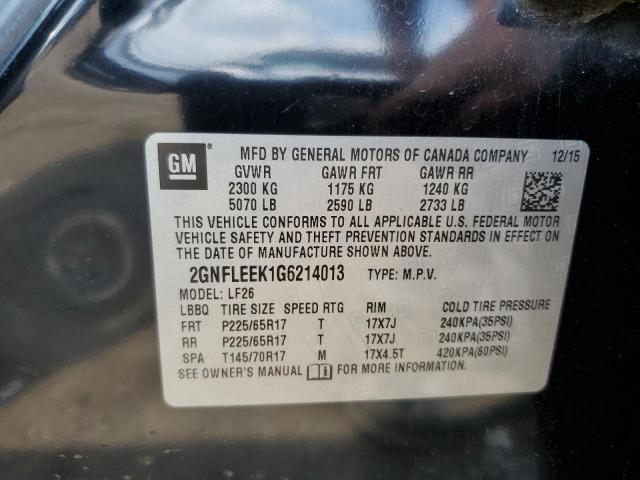 GM ® MFD BY GENERAL MOTORS OF CANADA COMPANY 12/15
GVWR GAWR FRT GAWR RR
2300 KG 1175 KG 1240 KG
5070 LB 2590 LB 2733 LB
THIS VEHICLE CONFORMS TO ALL APPLICABLE U.S. FEDERAL MOTOR
VEHICLE SAFETY AND THEFT PREVENTION STANDARDS IN EFFECT ON
THE DATE OF MANUFACTURE SHOWN ABOVE.
2GNFLEEK1G6214013 TYPE: M.P.V.
MODEL: LF26
LBBQ TIRE SIZE SPEED RTG RIM COLD TIRE PRESSURE
FRT P225/65R17 T 17X7J 240KPA(35PSI)
RR P225/65R17 T 17X7J 240KPA(35PSI)
SPA T145/70R17 M 17X4.5T 420KPA(60PSI)
SEE OWNER'S MANUAL FOR MORE INFORMATION.